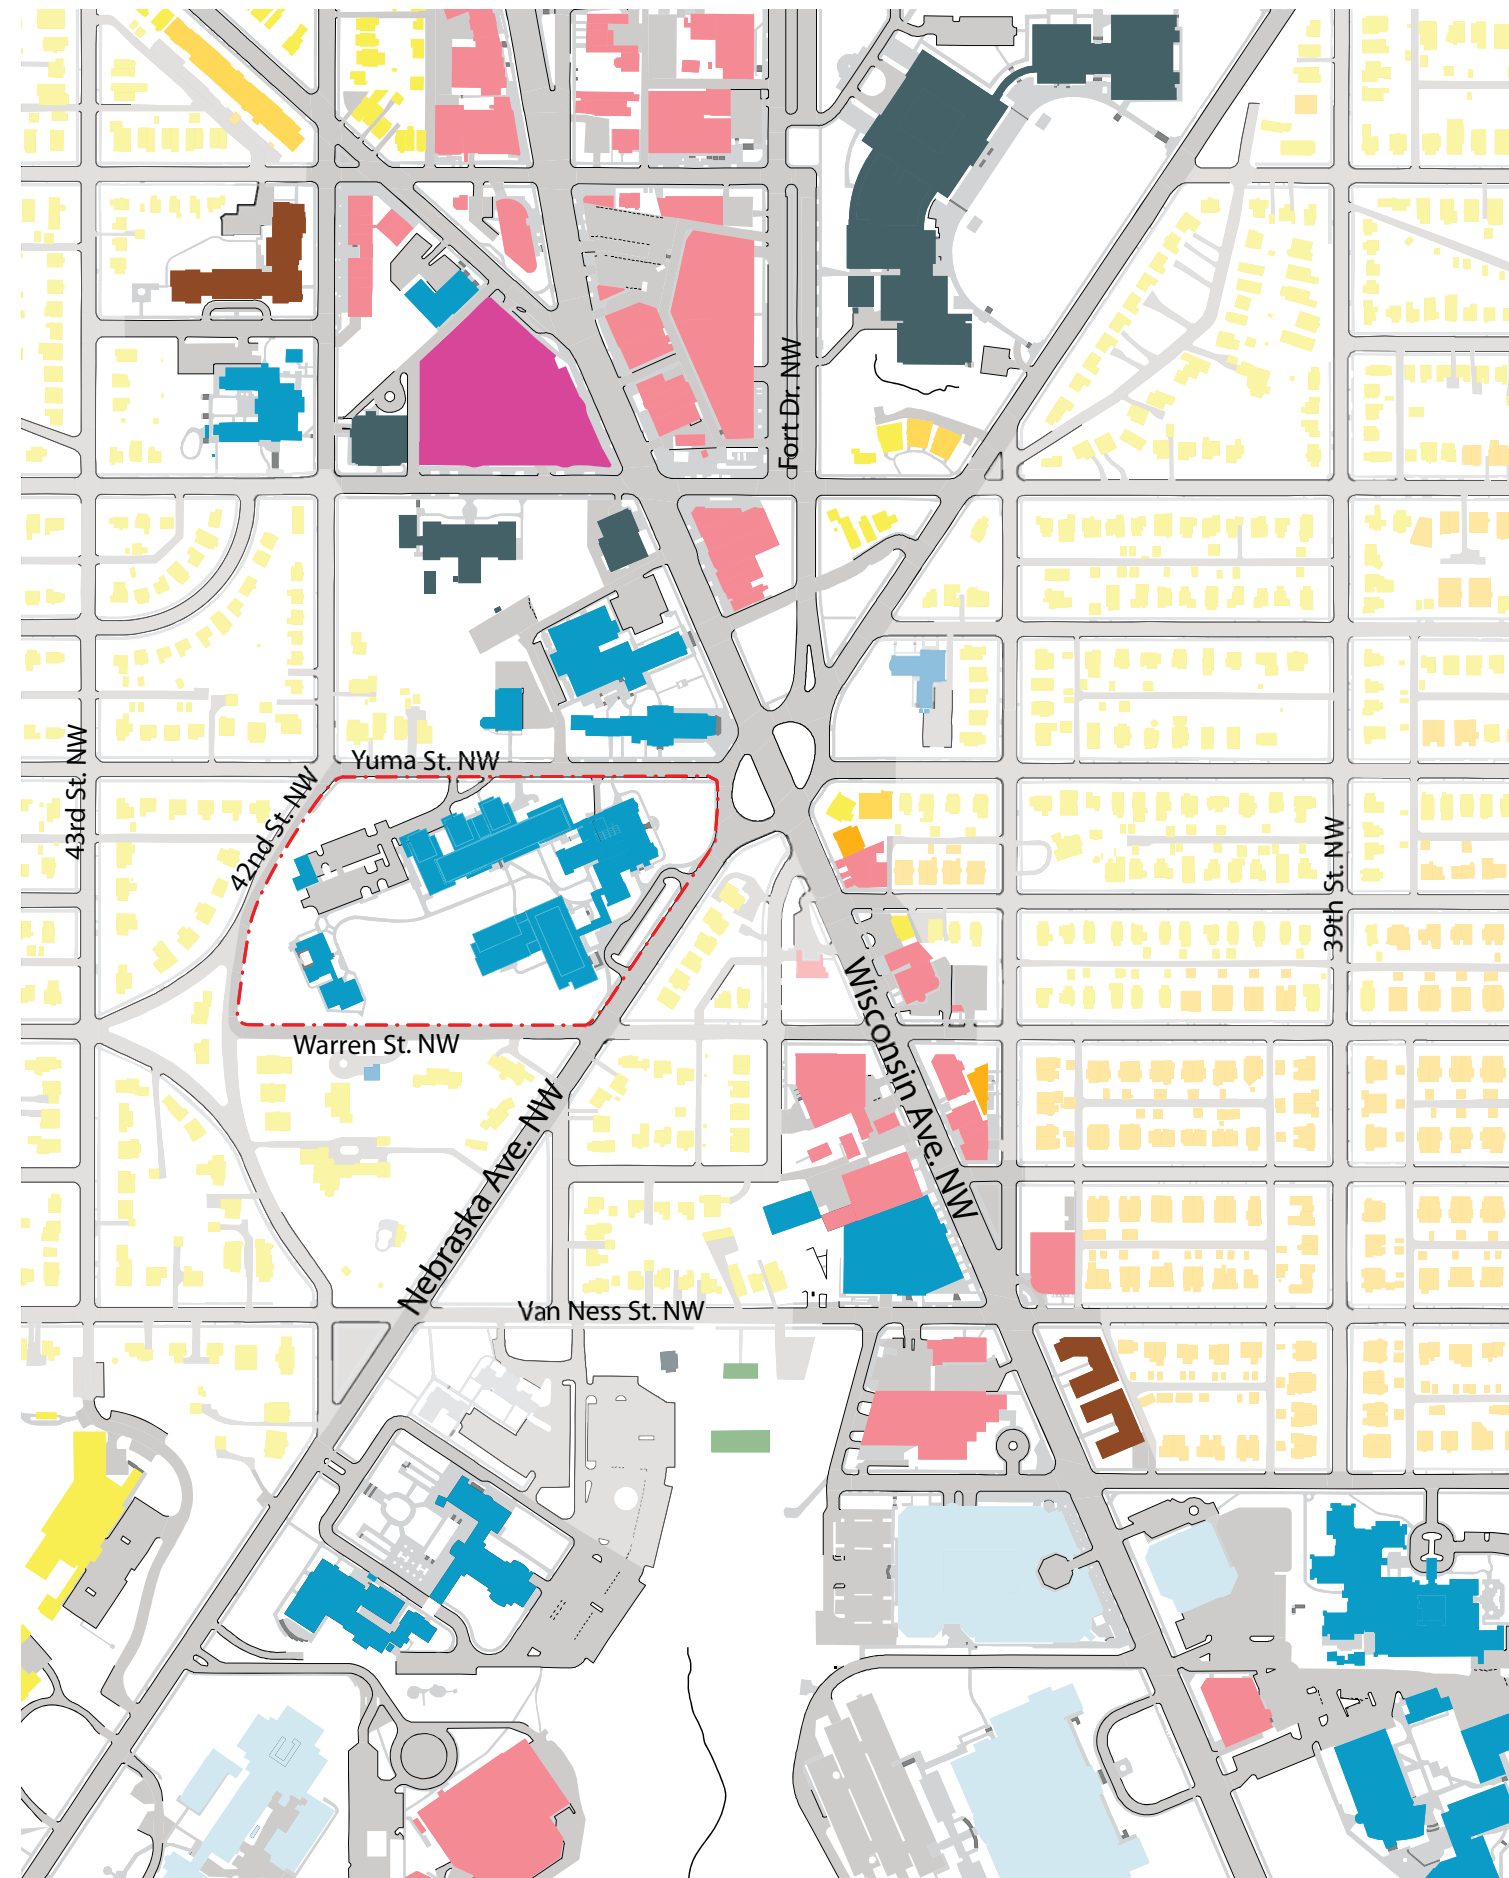 Fort Dr. NW
Yuma St. NW
43rd St. NW
42nd St. NW
39th St. NW
Wisconsin Ave. NW
Warren St. NW
Nebraska Ave. NW
Van Ness St. NW